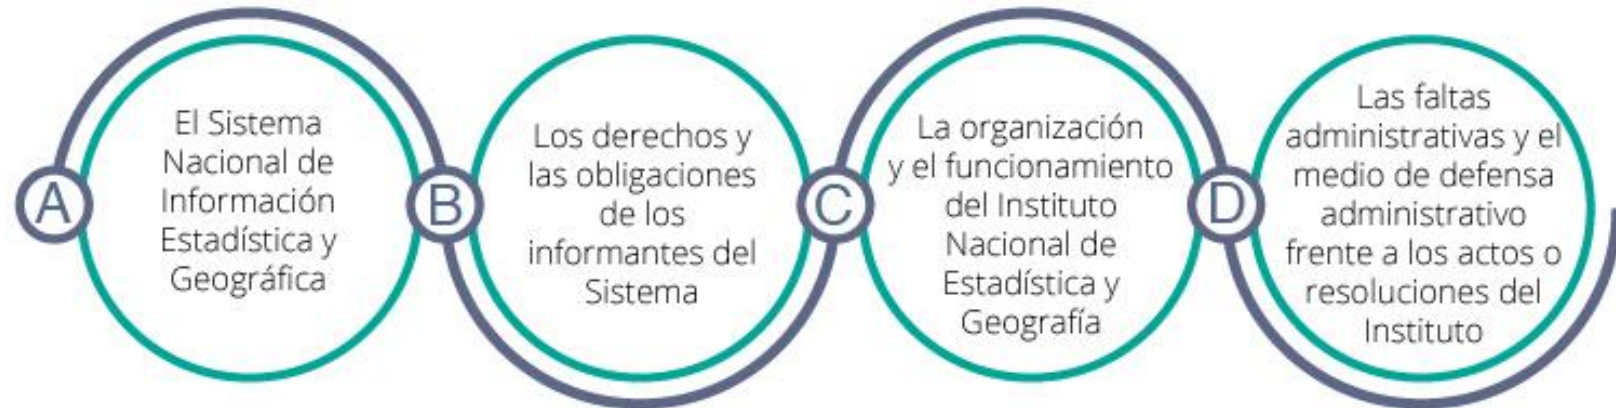 A
El Sistema
Nacional de
Información
Estadística y
Geográfica
B
Los derechos y
las obligaciones
de los
informantes del
Sistema
C
La organización
y el funcionamiento
del Instituto
Nacional de
Estadística y
Geografía
D
Las faltas
administrativas y el
medio de defensa
administrativo
frente a los actos o
resoluciones del
Instituto